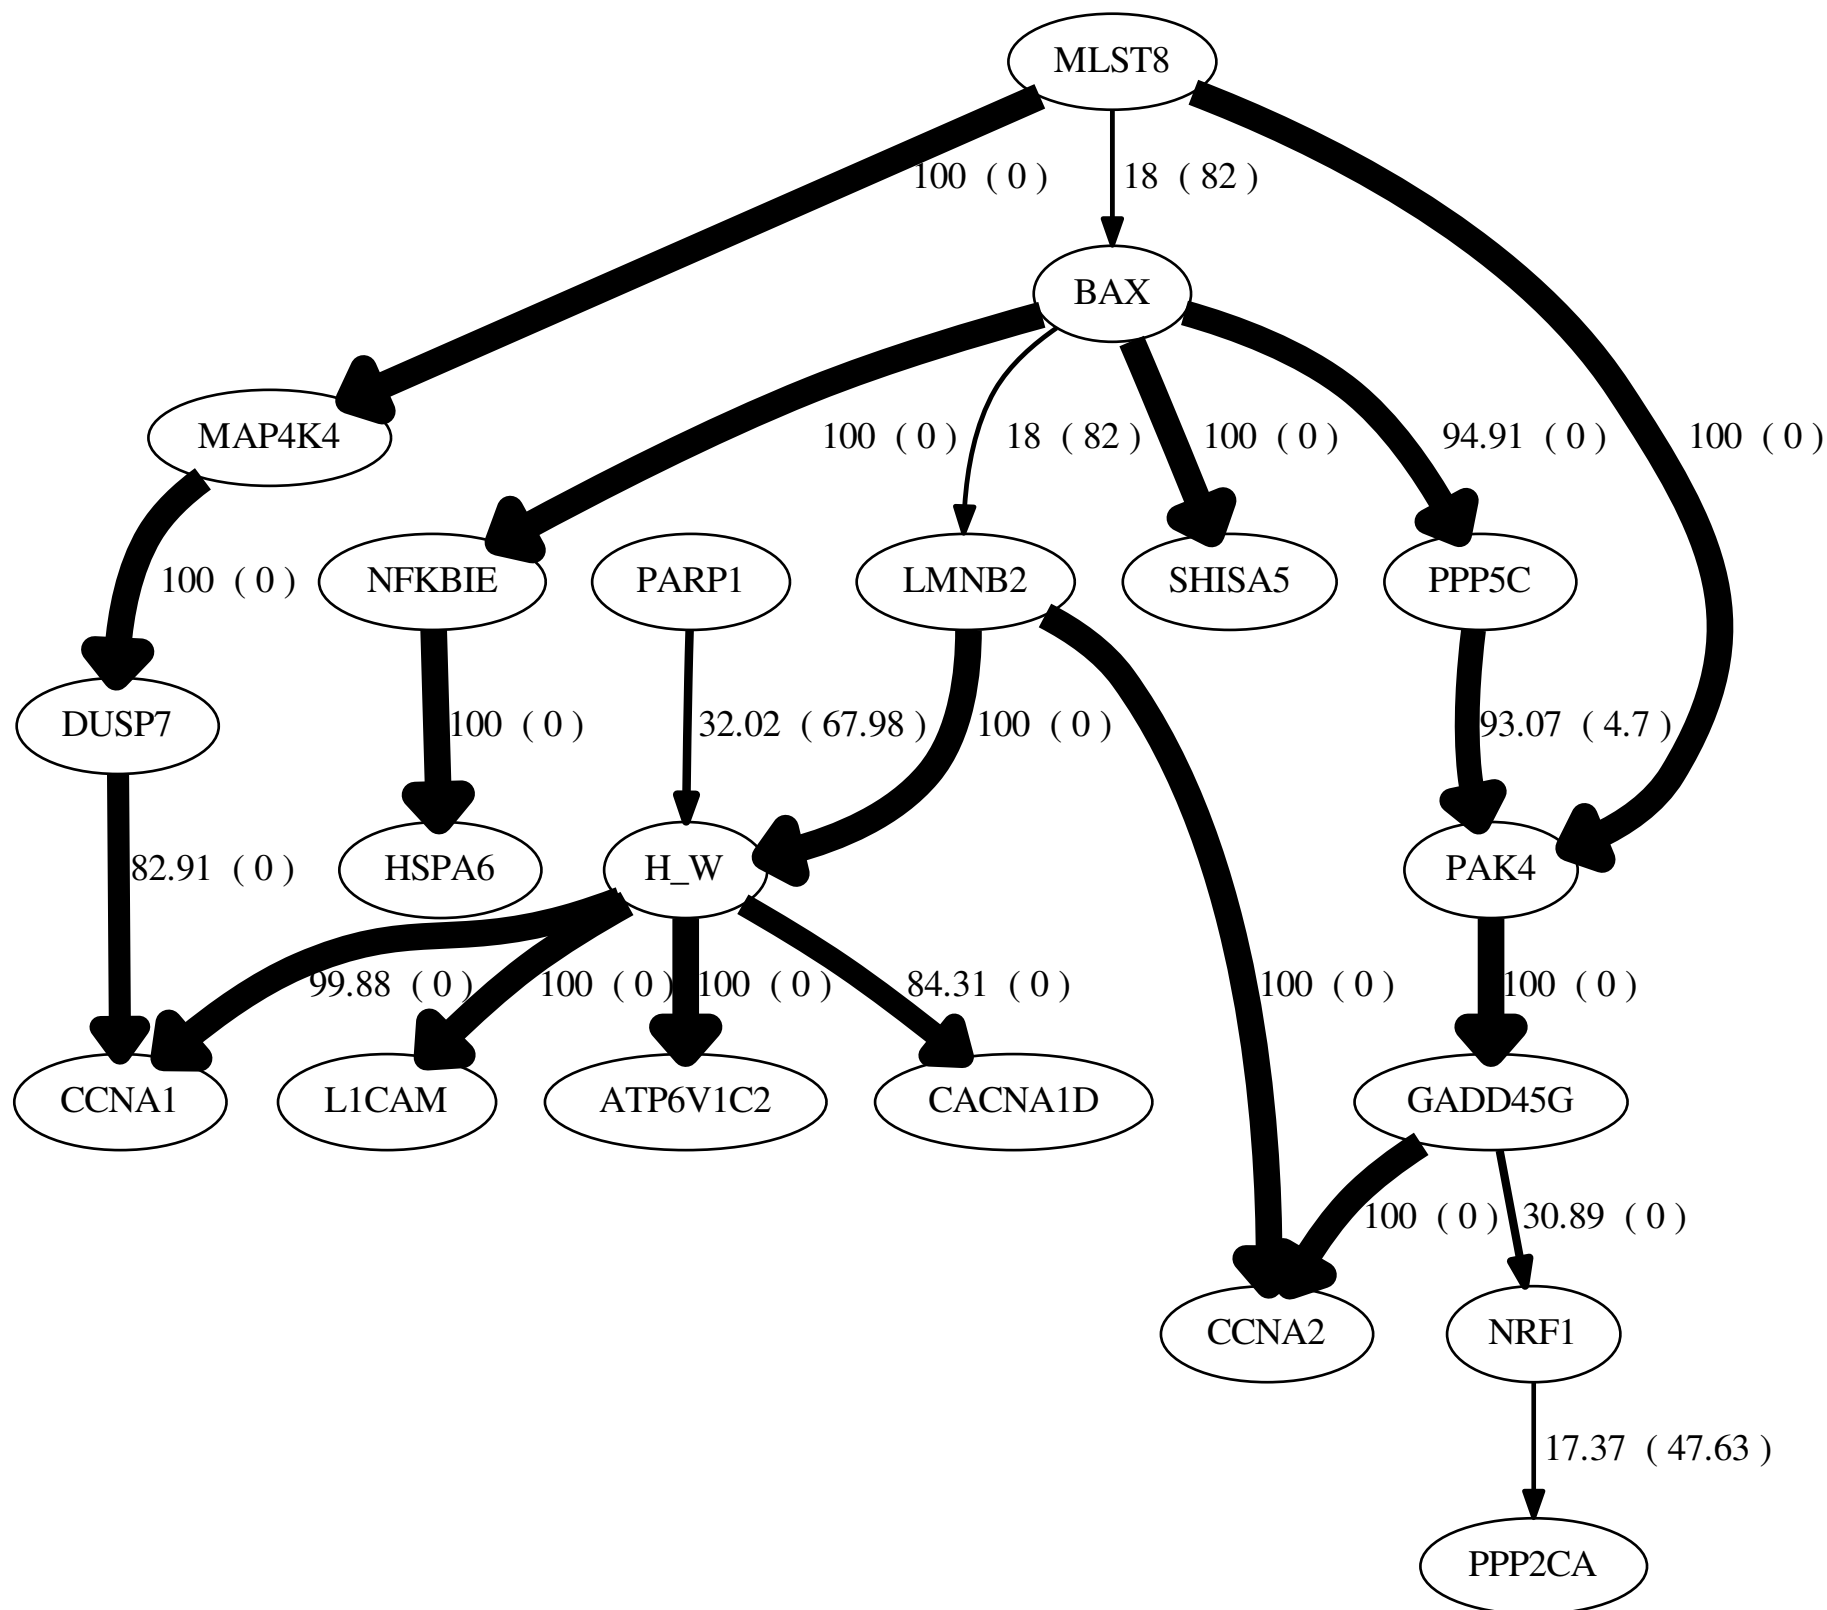 MLST8
100 ( 0 )
18 ( 82 )
BAX
MAP4K4
100 ( 0 )
18 ( 82 )
100 ( 0 )
94.91 ( 0 )
100 ( 0 )
100 ( 0 )
NFKBIE
PARP1
LMNB2
SHISA5
PPP5C
DUSP7
100 ( 0 )
32.02 ( 67.98 )
100 ( 0 )
93.07 ( 4.7 )
82.91 ( 0 )
HSPA6
H_W
PAK4
99.88 ( 0 )
100 ( 0 )
100 ( 0 )
84.31 ( 0 )
100 ( 0 )
100 ( 0 )
CCNA1
L1CAM
ATP6V1C2
CACNA1D
GADD45G
100 ( 0 )
30.89 ( 0 )
CCNA2
NRF1
17.37 ( 47.63 )
PPP2CA